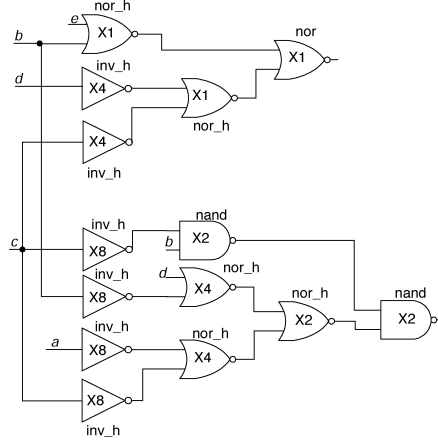 nor_h
e
b
X1
nor
inv_h
d
X4
X1
X1
X4
nor_h
inv_h
inv_h
nand
c
X8
b
X2
inv_h
d
nor_h
X8
X4
nor_h
nand
inv_h
nor_h
X2
X2
a
X8
X4
X8
inv_h